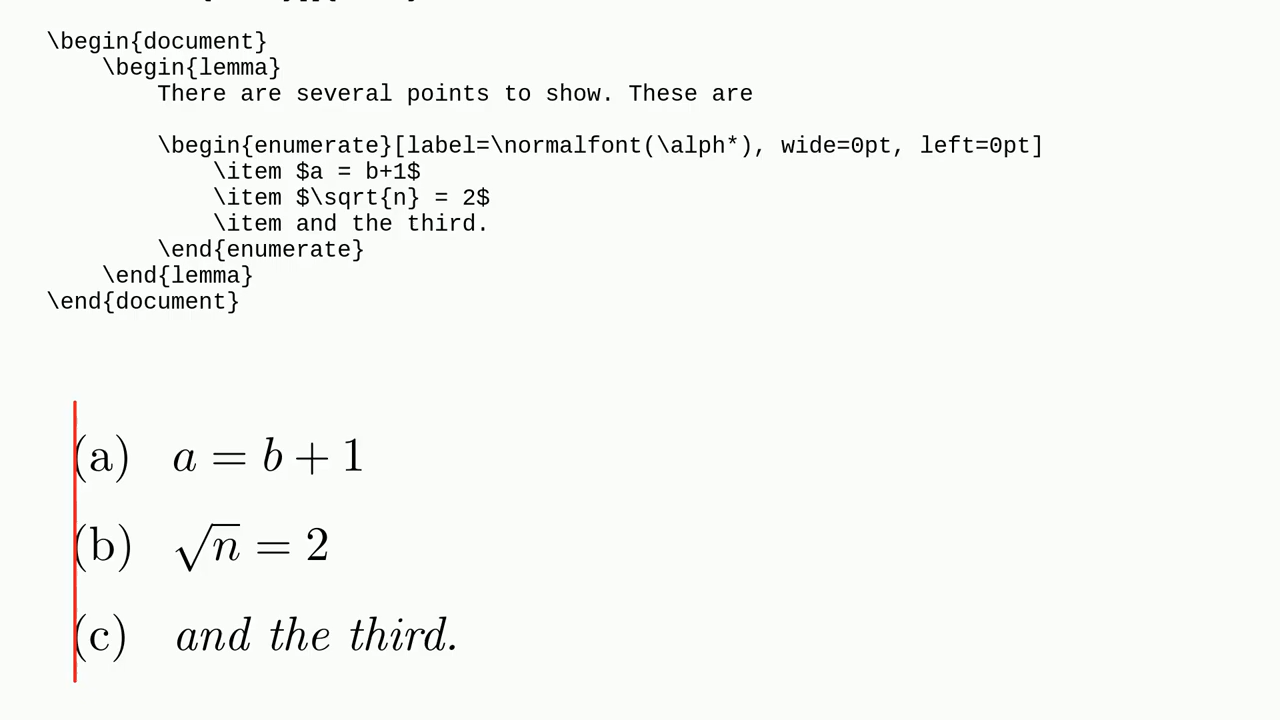 \begin{document}
    \begin{lemma}
        There are several points to show. These are

        \begin{enumerate}[label=\normalfont(\alph*), wide=0pt, left=0pt]
            \item $a = b+1$
            \item $\sqrt{n} = 2$
            \item and the third.
        \end{enumerate}
    \end{lemma}
\end{document}
(a) a = b + 1
(b) √n = 2
(c) and the third.